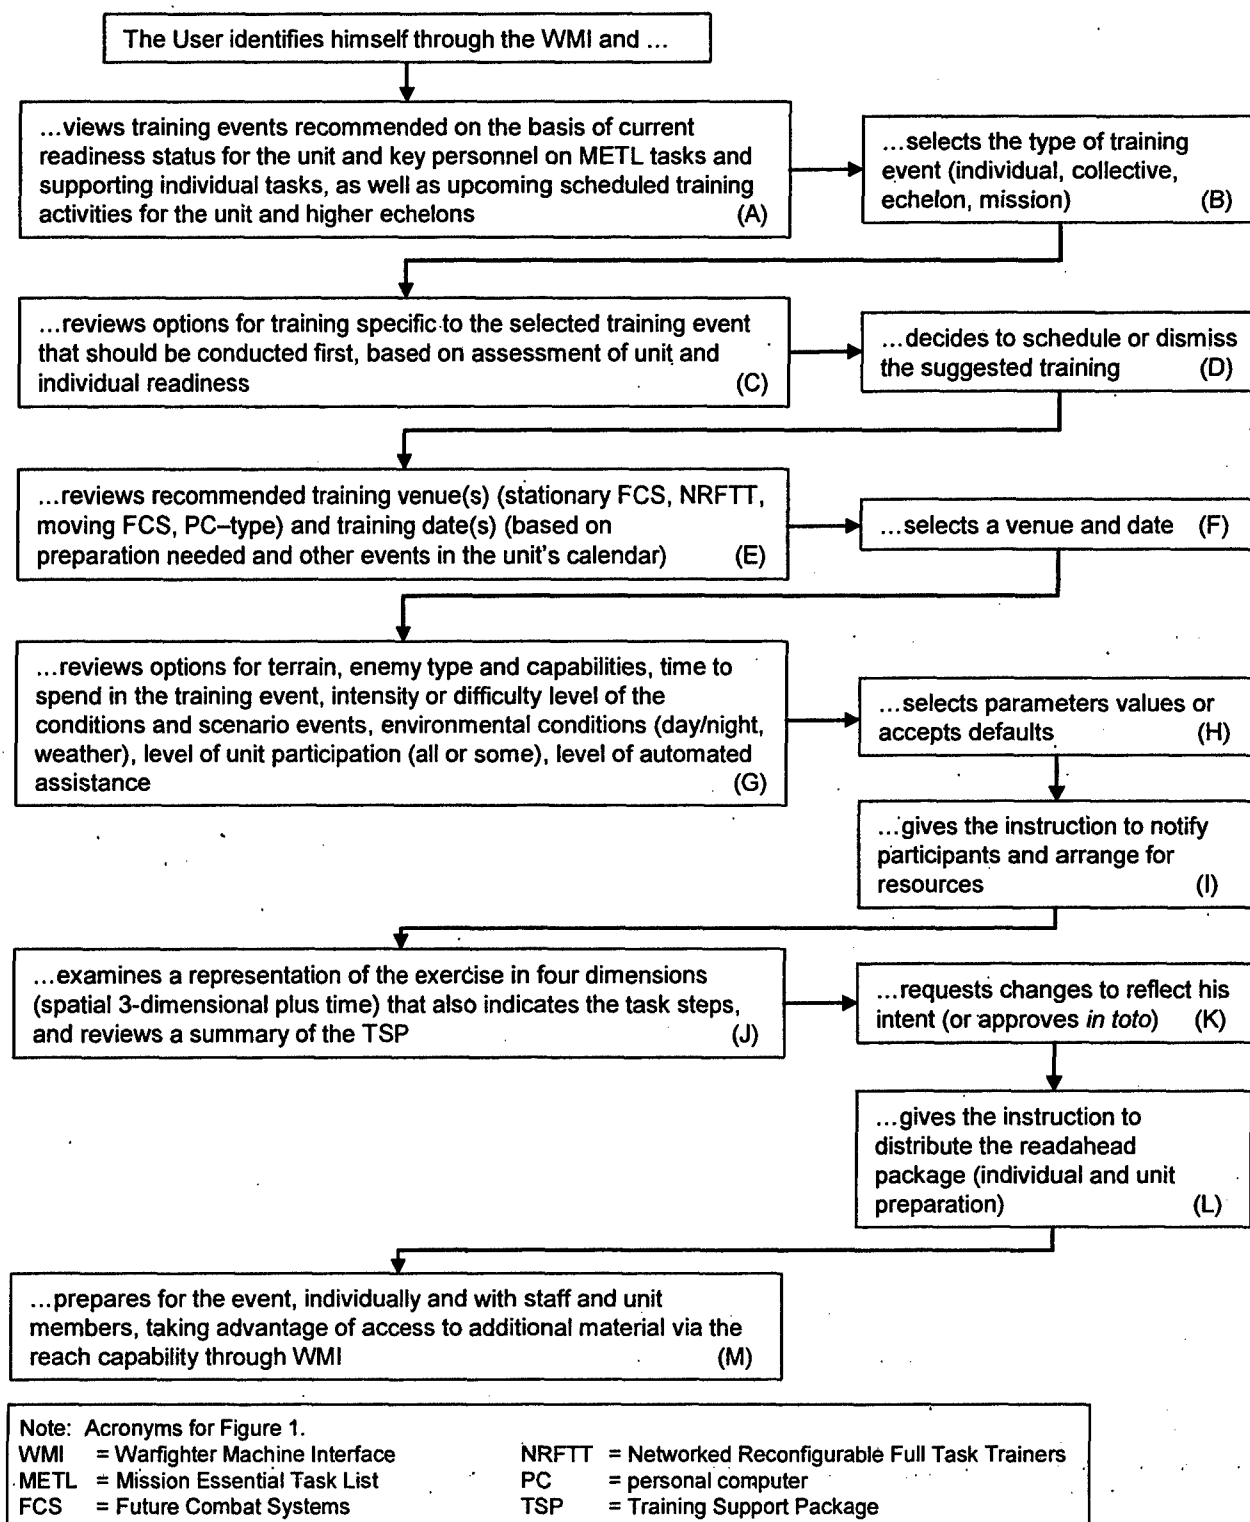 The User identifies himself through the WMI and ...
...views training events recommended on the basis of current
readiness status for the unit and key personnel on METL tasks and
supporting individual tasks, as well as upcoming scheduled training
activities for the unit and higher echelons (A)
...selects the type of training
event (individual, collective,
echelon, mission) (B)
...reviews options for training specific to the selected training event
that should be conducted first, based on assessment of unit and
individual readiness (C)
...decides to schedule or dismiss
the suggested training (D)
...reviews recommended training venue(s) (stationary FCS, NRFTT,
moving FCS, PC–type) and training date(s) (based on
preparation needed and other events in the unit's calendar) (E)
...selects a venue and date (F)
...reviews options for terrain, enemy type and capabilities, time to
spend in the training event, intensity or difficulty level of the
conditions and scenario events, environmental conditions (day/night,
weather), level of unit participation (all or some), level of automated
assistance (G)
...selects parameters values or
accepts defaults (H)
...gives the instruction to notify
participants and arrange for
resources (I)
...examines a representation of the exercise in four dimensions
(spatial 3-dimensional plus time) that also indicates the task steps,
and reviews a summary of the TSP (J)
...requests changes to reflect his
intent (or approves in toto) (K)
...gives the instruction to
distribute the readahead
package (individual and unit
preparation) (L)
...prepares for the event, individually and with staff and unit
members, taking advantage of access to additional material via the
reach capability through WMI (M)
Note: Acronyms for Figure 1.
WMI = Warfighter Machine Interface NRFTT = Networked Reconfigurable Full Task Trainers
METL = Mission Essential Task List PC = personal computer
FCS = Future Combat Systems TSP = Training Support Package